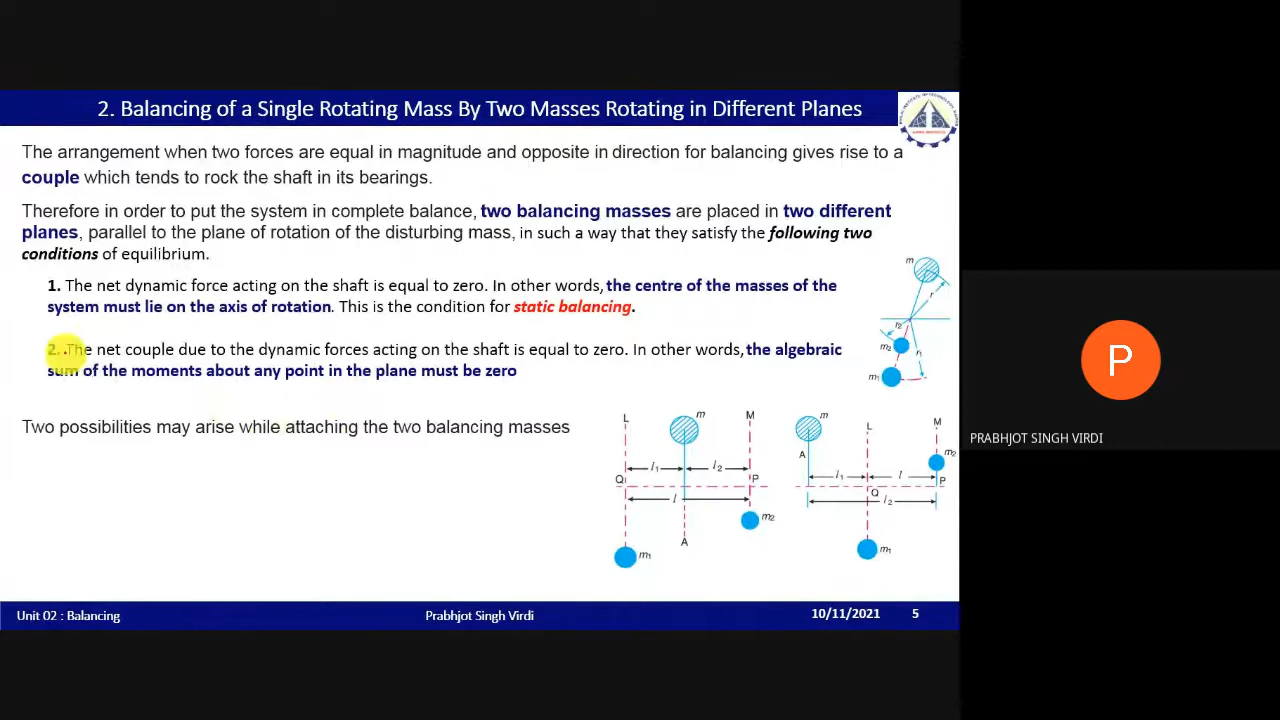 2. Balancing of a Single Rotating Mass By Two Masses Rotating in Different Planes
The arrangement when two forces are equal in magnitude and opposite in direction for balancing gives rise to a
couple which tends to rock the shaft in its bearings.
Therefore in order to put the system in complete balance, two balancing masses are placed in two different
planes, parallel to the plane of rotation of the disturbing mass, in such a way that they satisfy the following two
conditions of equilibrium.
1. The net dynamic force acting on the shaft is equal to zero. In other words, the centre of the masses of the
system must lie on the axis of rotation. This is the condition for static balancing.
2. The net couple due to the dynamic forces acting on the shaft is equal to zero. In other words, the algebraic
sum of the moments about any point in the plane must be zero
Two possibilities may arise while attaching the two balancing masses
m
r
r2
m2
r1
m1
L m M
l1 l2
Q P
l
m2
A
m1
m L M
A m2
l1 l
P
Q l2
m1
Unit 02 : Balancing Prabhjot Singh Virdi 10/11/2021 5
P
PRABHJOT SINGH VIRDI